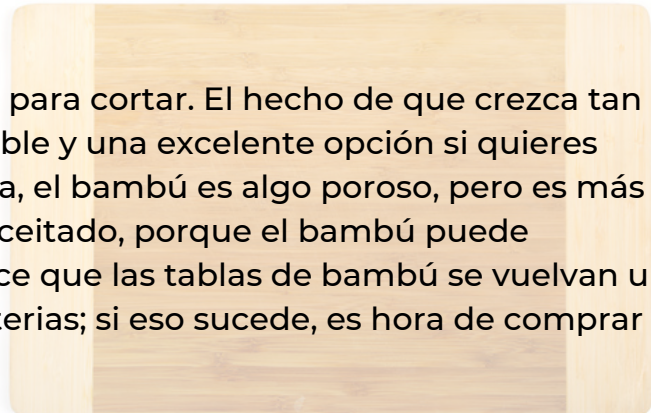 para cortar. El hecho de que crezca tan
ble y una excelente opción si quieres
a, el bambú es algo poroso, pero es más
ceitado, porque el bambú puede
ce que las tablas de bambú se vuelvan u
terias; si eso sucede, es hora de comprar